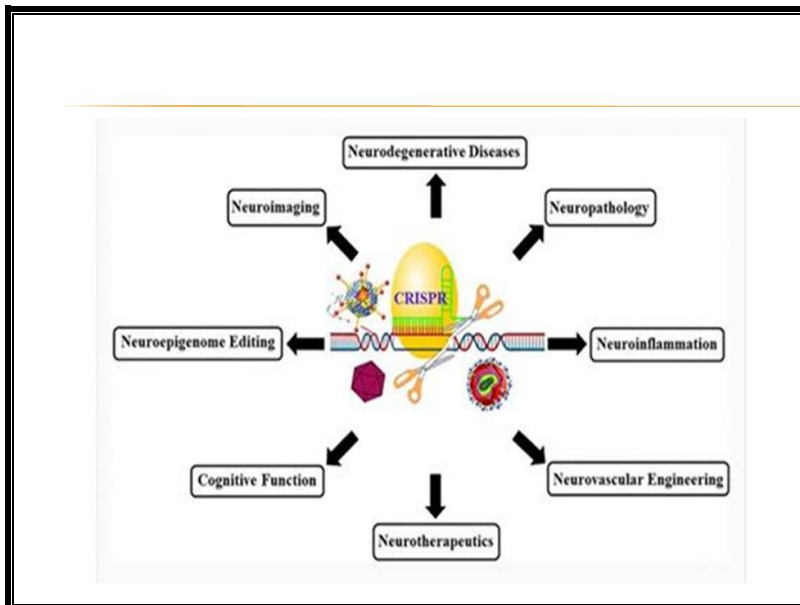 Neurodegenerative Diseases
Neuroimaging
Neuropathology
CRISPR
Neuroepigenome Editing
Neuroinflammation
Cognitive Function
Neurovascular Engineering
Neurotherapeutics